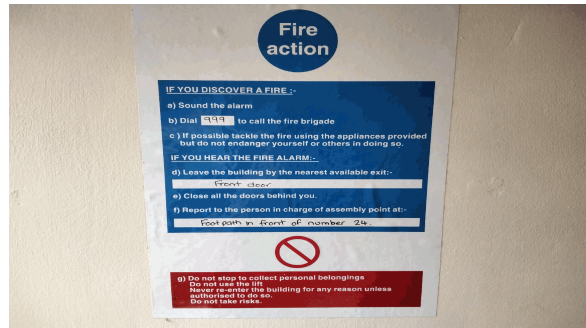 Fire
action
IF YOU DISCOVER A FIRE :-
a) Sound the alarm
b) Dial 999 to call the fire brigade
c ) If possible tackle the fire using the appliances provided
but do not endanger yourself or others in doing so.
IF YOU HEAR THE FIRE ALARM:-
d) Leave the building by the nearest available exit:-
front door
e) Close all the doors behind you.
f) Report to the person in charge of assembly point at:-
Footpath in front of number 24.
g) Do not stop to collect personal belongings
Do not use the lift
Never re-enter the building for any reason unless
authorised to do so.
Do not take risks.